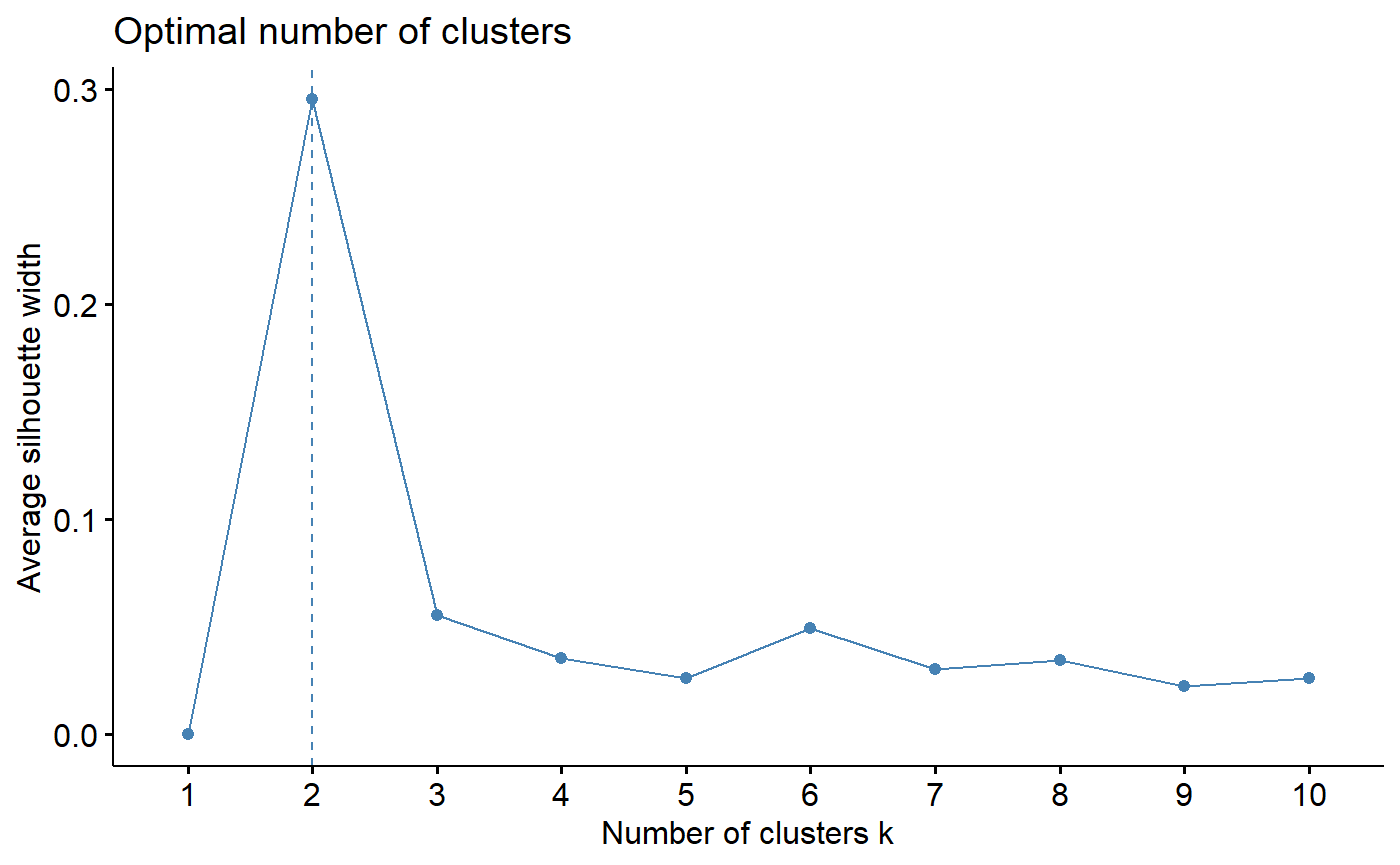 Optimal number of clusters
0.3
0.2
0.1
0.0
Average silhouette width
1 2 3 4 5 6 7 8 9 10
Number of clusters k